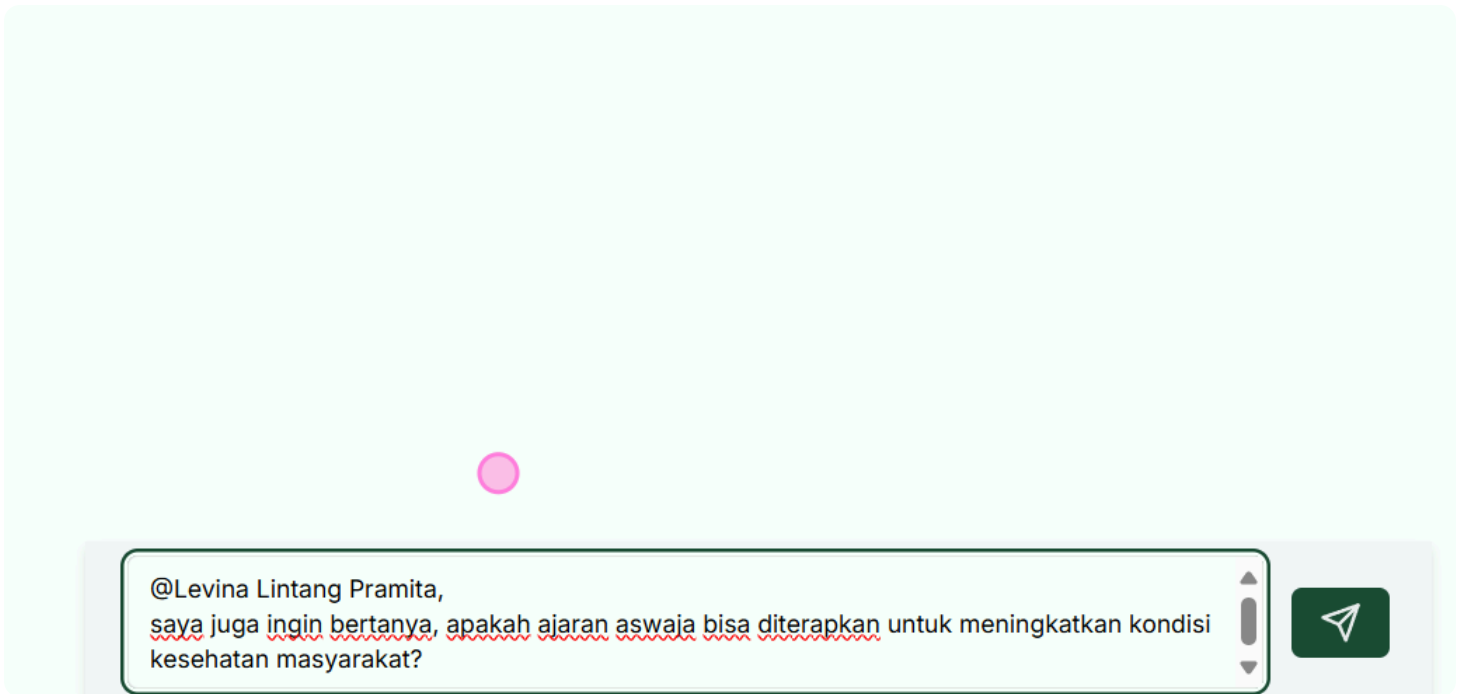 @Levina Lintang Pramita,
saya juga ingin bertanya, apakah ajaran aswaja bisa diterapkan untuk meningkatkan kondisi
kesehatan masyarakat?